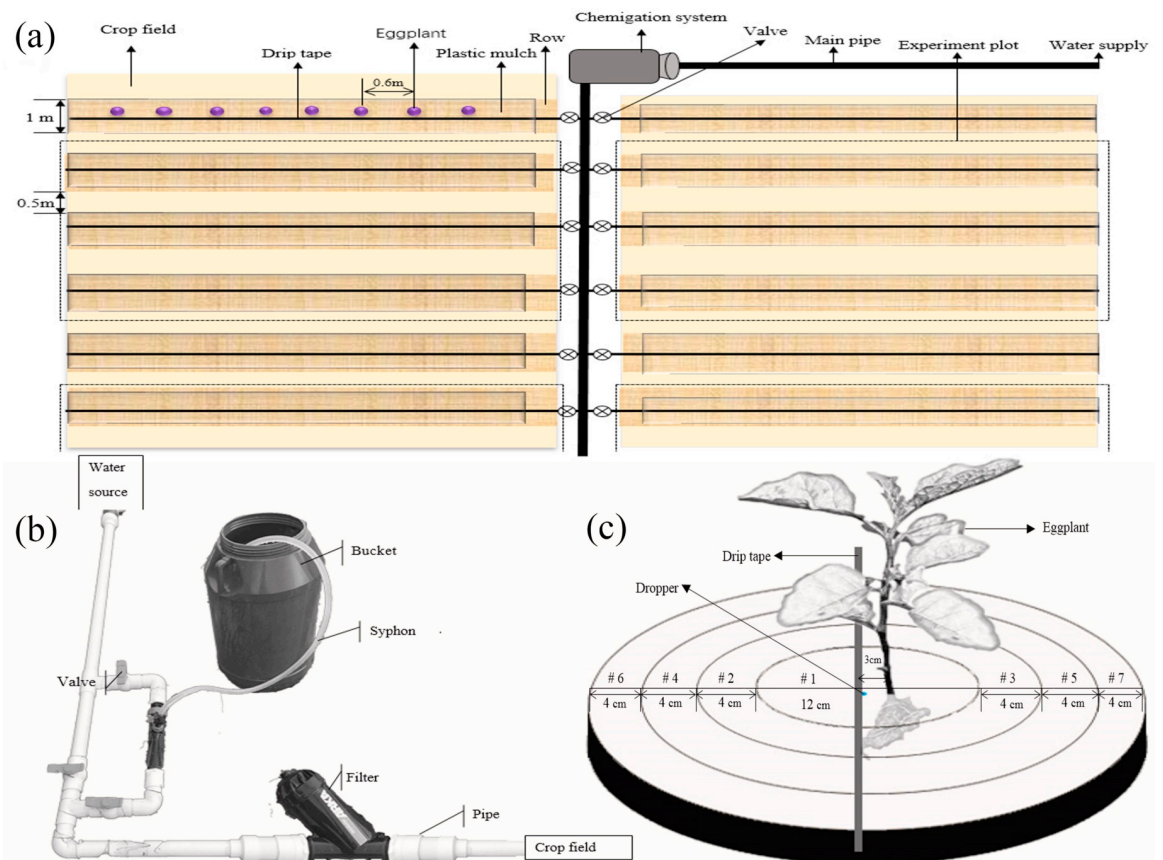 (a)
Crop field
Drip tape
Eggplant
Plastic mulch
Row
Chemigation system
Valve
Main pipe
Experiment plot
Water supply
0.6m
1 m
0.5m
(b)
Water
source
Bucket
Syphon
Valve
Filter
Pipe
Crop field
(c)
Eggplant
Drip tape
Dropper
3cm
# 6
# 4
# 2
# 1
# 3
# 5
# 7
4 cm
4 cm
4 cm
12 cm
4 cm
4 cm
4 cm